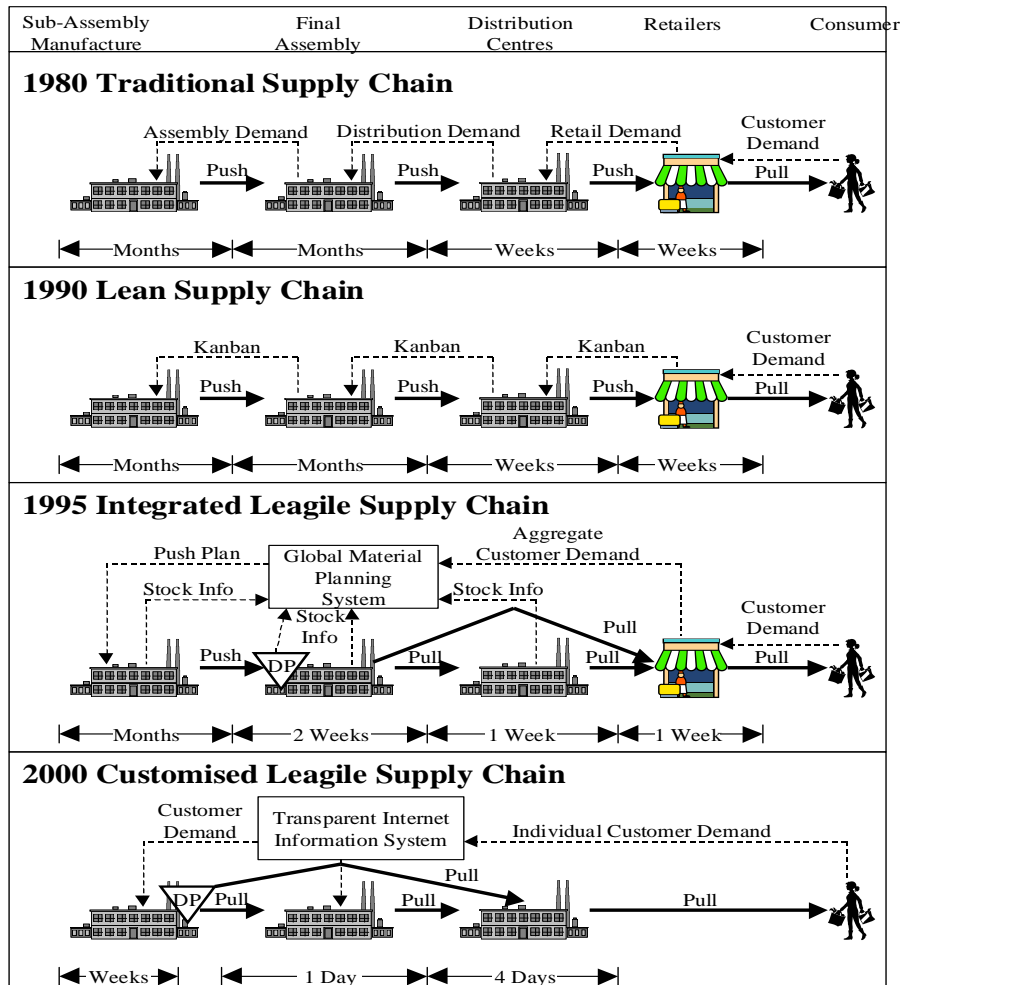 Sub-Assembly
Manufacture
Final
Assembly
Distribution
Centres
Retailers
Consumer
1980 Traditional Supply Chain
Assembly Demand
Distribution Demand
Retail Demand
Customer
Demand
Push
Push
Push
Pull
Months
Months
Weeks
Weeks
1990 Lean Supply Chain
Kanban
Kanban
Kanban
Customer
Demand
Push
Push
Push
Pull
Months
Months
Weeks
Weeks
1995 Integrated Leagile Supply Chain
Push Plan
Global Material
Planning
System
Aggregate
Customer Demand
Stock Info
Stock
Info
Stock Info
Customer
Demand
Push
DP
Pull
Pull
Pull
Pull
Months
2 Weeks
1 Week
1 Week
2000 Customised Leagile Supply Chain
Customer
Demand
Transparent Internet
Information System
Individual Customer Demand
DP
Pull
Pull
Pull
Pull
Weeks
1 Day
4 Days